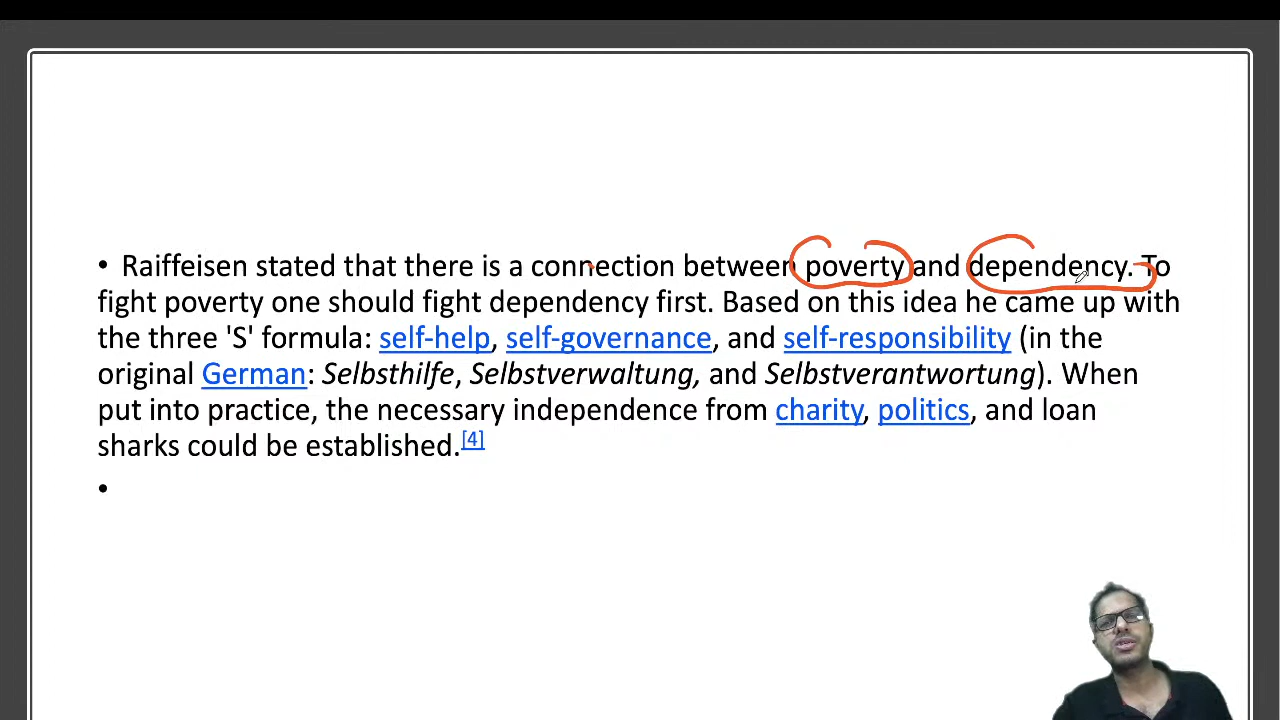 • Raiffeisen stated that there is a connection between poverty and dependency. To
fight poverty one should fight dependency first. Based on this idea he came up with
the three 'S' formula: self-help, self-governance, and self-responsibility (in the
original German: Selbsthilfe, Selbstverwaltung, and Selbstverantwortung). When
put into practice, the necessary independence from charity, politics, and loan
sharks could be established.[4]
•